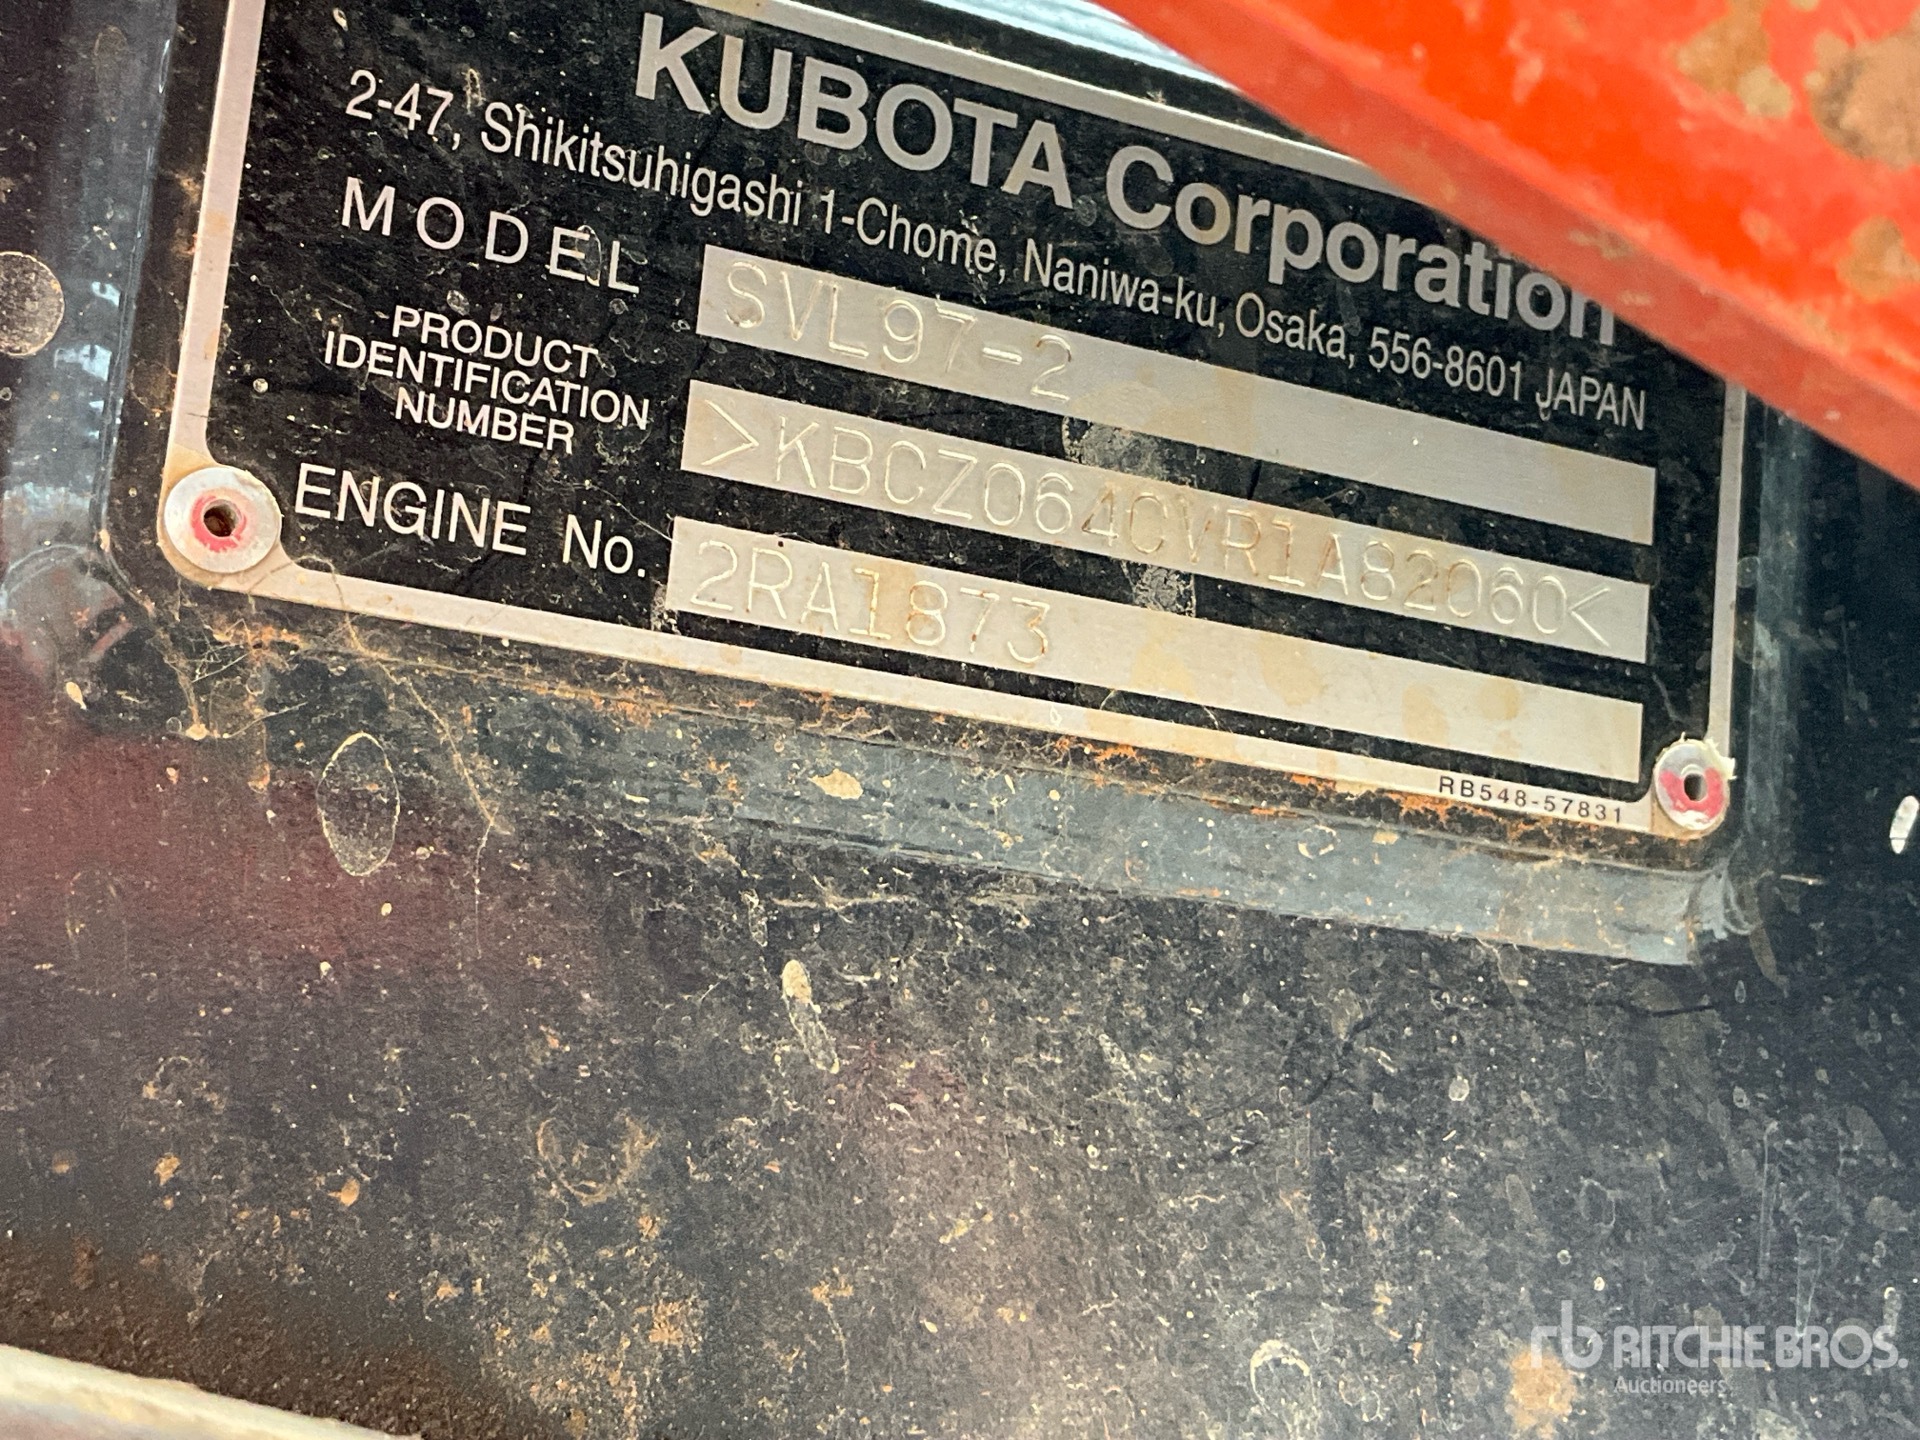 KUBOTA Corporation
2-47, Shikitsuhigashi 1-Chome, Naniwa-ku, Osaka, 556-8601 JAPAN
MODEL SVL97-2
PRODUCT
IDENTIFICATION
NUMBER
>KBCZ064CVR1A82060<
ENGINE No. 2RA1873
RB548-57831
rb RITCHIE BROS.
Auctioneers